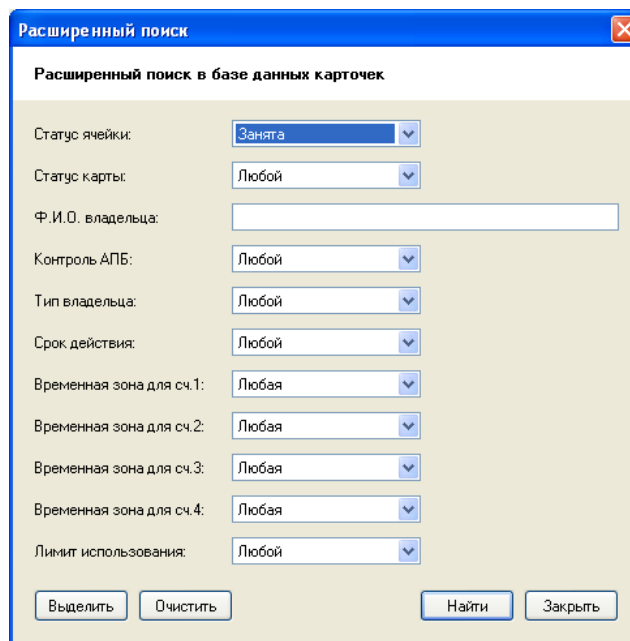 Расширенный поиск
Расширенный поиск в базе данных карточек
Статус ячейки: Занята
Статус карты: Любой
Ф.И.О. владельца:
Контроль АПБ: Любой
Тип владельца: Любой
Срок действия: Любой
Временная зона для сч.1: Любая
Временная зона для сч.2: Любая
Временная зона для сч.3: Любая
Временная зона для сч.4: Любая
Лимит использования: Любой
Выделить Очистить Найти Закрыть